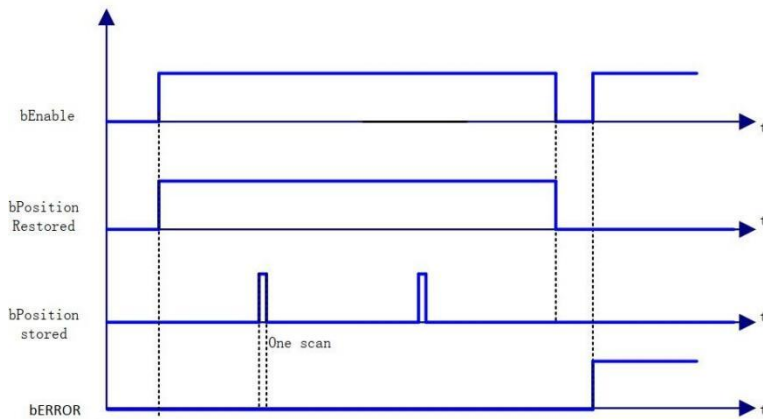 bEnable
t
bPosition
Restored
t
bPosition
stored
One scan
t
bERROR
t